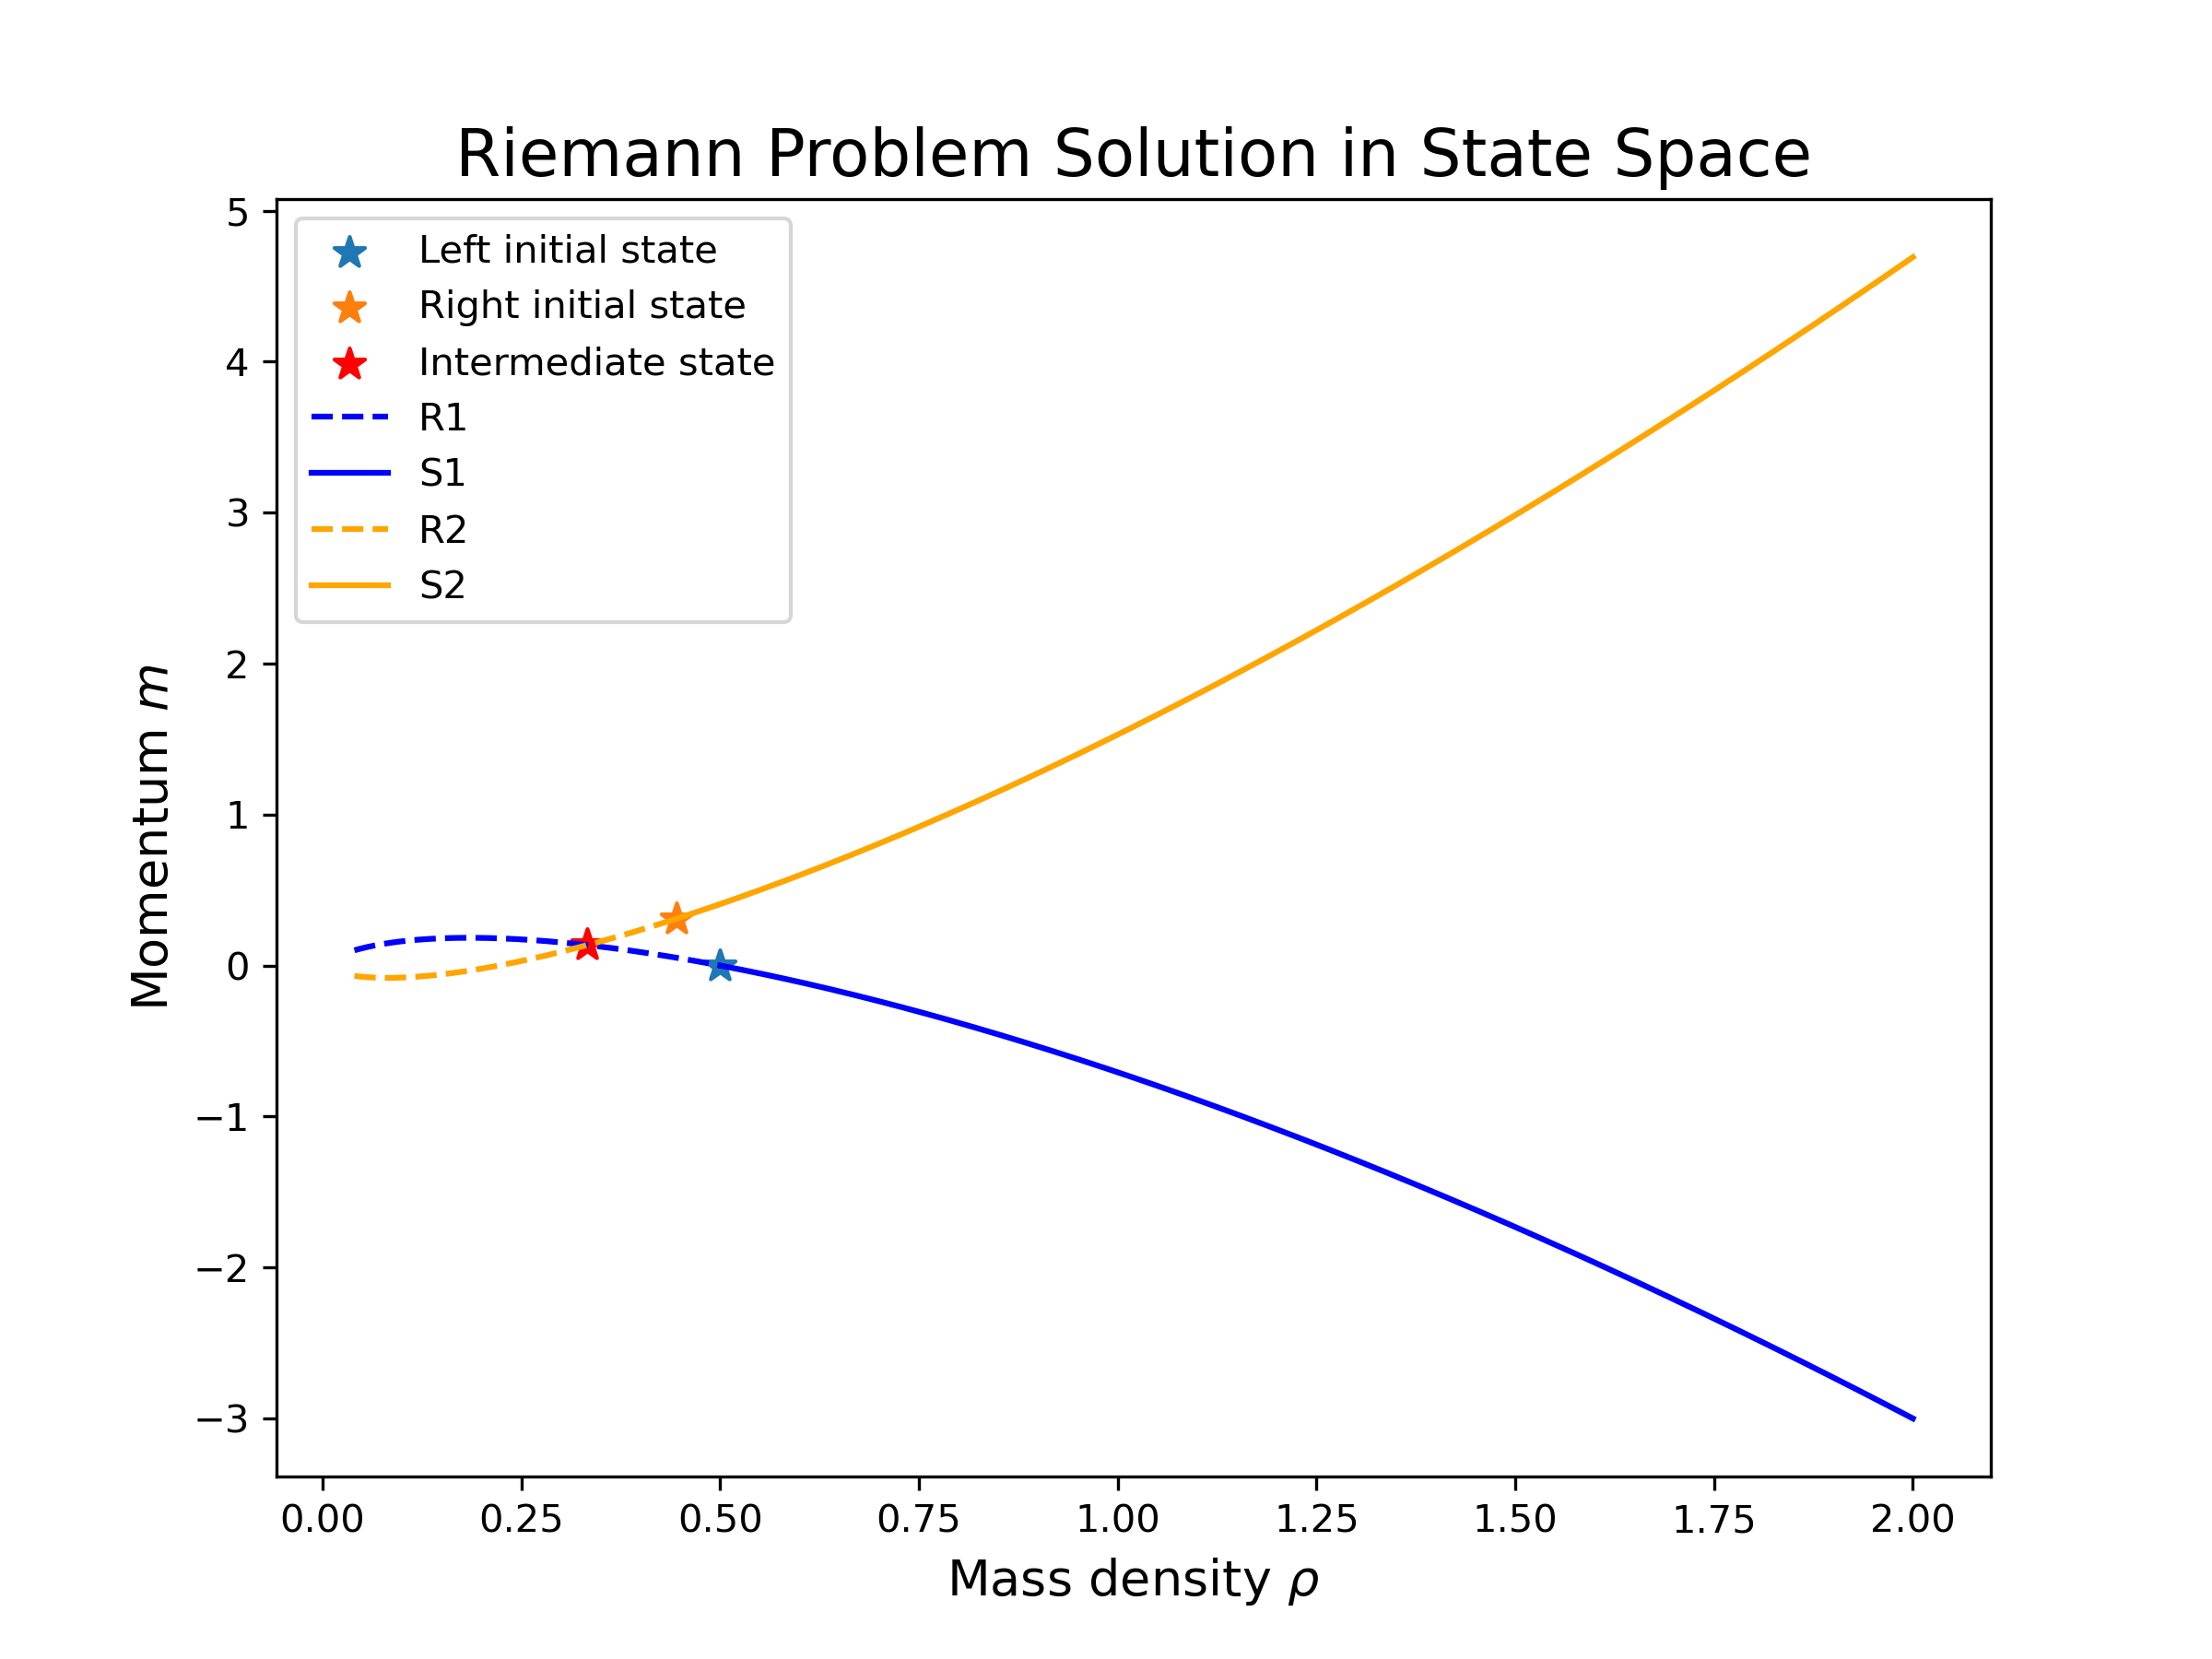 Riemann Problem Solution in State Space
5
4
3
2
1
0
−1
−2
−3
Momentum m
Left initial state
Right initial state
Intermediate state
R1
S1
R2
S2
0.00 0.25 0.50 0.75 1.00 1.25 1.50 1.75 2.00
Mass density ρ